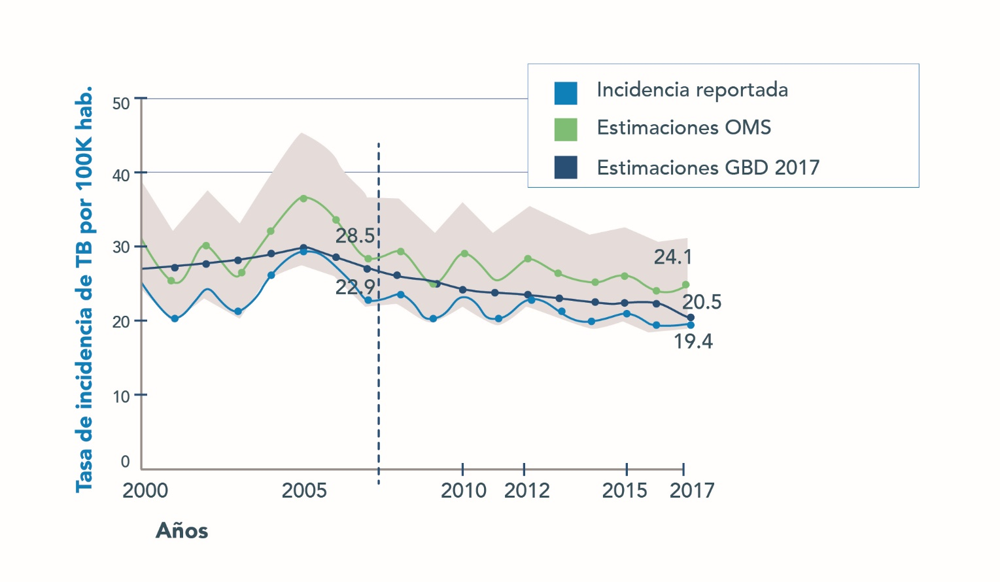 Tasa de incidencia de TB por 100K hab.
Incidencia reportada
Estimaciones OMS
Estimaciones GBD 2017
50
40
30
20
10
0
28.5
22.9
24.1
20.5
19.4
2000 2005 2010 2012 2015 2017
Años